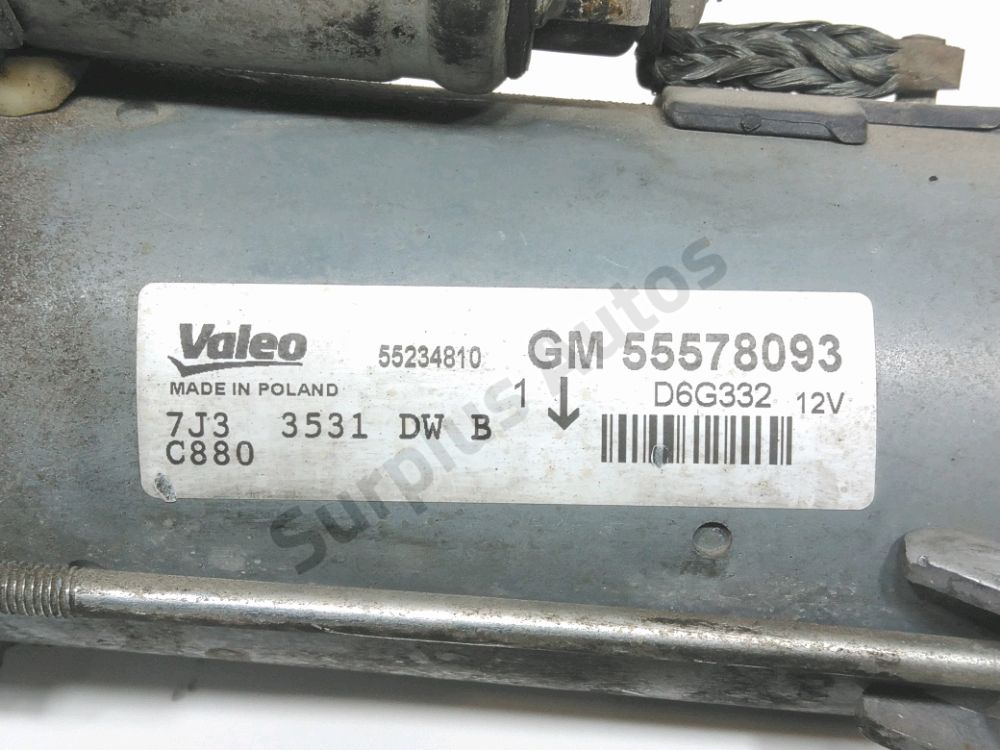 Valeo 55234810 GM 55578093
MADE IN POLAND 1 D6G332 12V
7J3 3531 DW B
C880
Surplus Autos